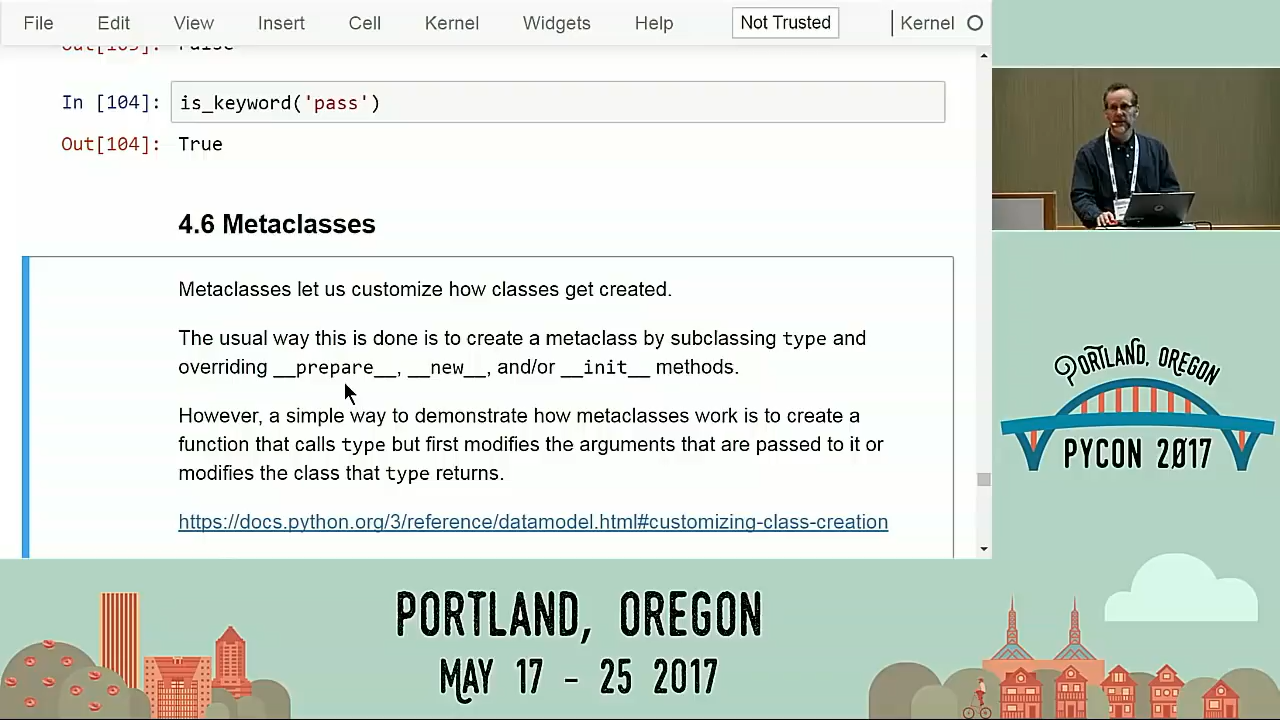 File Edit View Insert Cell Kernel Widgets Help Not Trusted Kernel
False
In [104]: is_keyword('pass')
Out[104]: True
4.6 Metaclasses
Metaclasses let us customize how classes get created.
The usual way this is done is to create a metaclass by subclassing type and
overriding __prepare__, __new__, and/or __init__ methods.
However, a simple way to demonstrate how metaclasses work is to create a
function that calls type but first modifies the arguments that are passed to it or
modifies the class that type returns.
https://docs.python.org/3/reference/datamodel.html#customizing-class-creation
PORTLAND, OREGON
PYCON 2017
PORTLAND, OREGON
MAY 17 - 25 2017